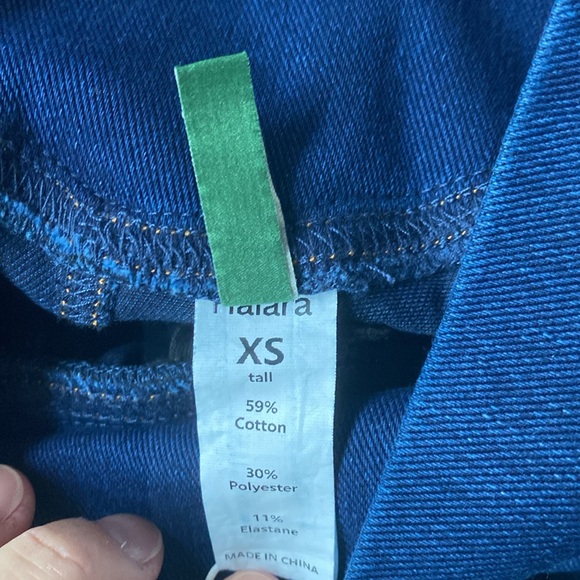 Halara
XS
tall
59%
Cotton
30%
Polyester
11%
Elastane
MADE IN CHINA